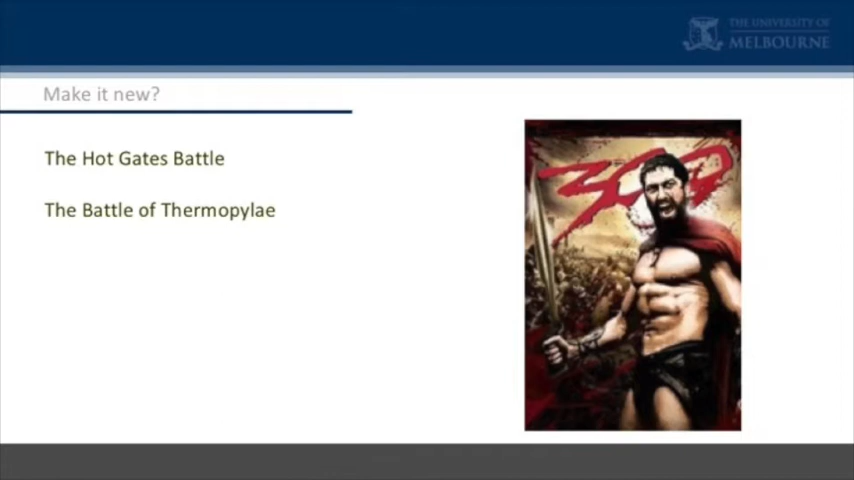 THE UNIVERSITY OF
MELBOURNE
Make it new?
The Hot Gates Battle
The Battle of Thermopylae
300